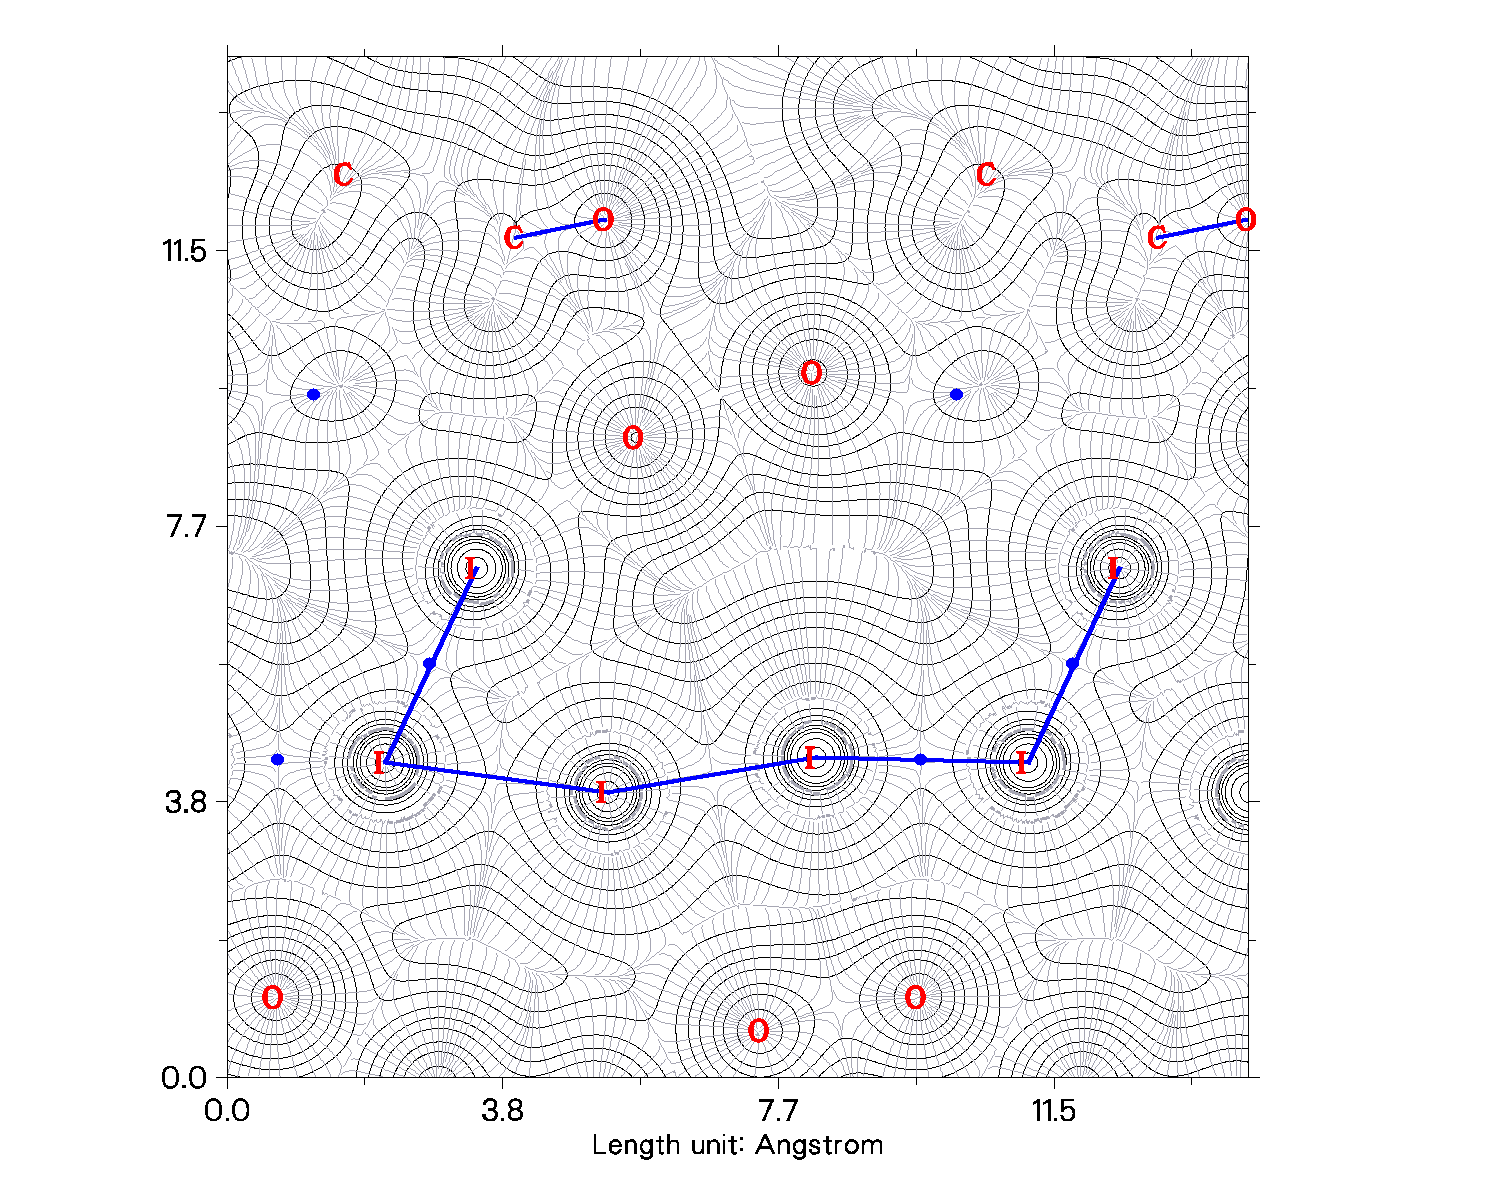 C C
C O C O
11.5
O
O
7.7
I I
I I I I
3.8
O O
O
0.0
0.0 3.8 7.7 11.5
Length unit: Angstrom